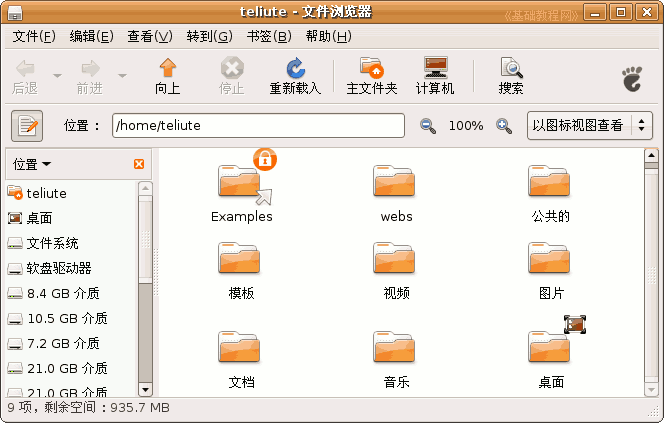 teliute - 文件浏览器
《基础教程网》
文件(F) 编辑(E) 查看(V) 转到(G) 书签(B) 帮助(H)
后退 前进 向上 停止 重新载入 主文件夹 计算机 搜索
位置： /home/teliute 100% 以图标视图查看
位置
teliute
桌面
文件系统
软盘驱动器
8.4 GB 介质
10.5 GB 介质
7.2 GB 介质
21.0 GB 介质
21.0 GB 介质
Examples webs 公共的
模板 视频 图片
文档 音乐 桌面
9 项，剩余空间：935.7 MB